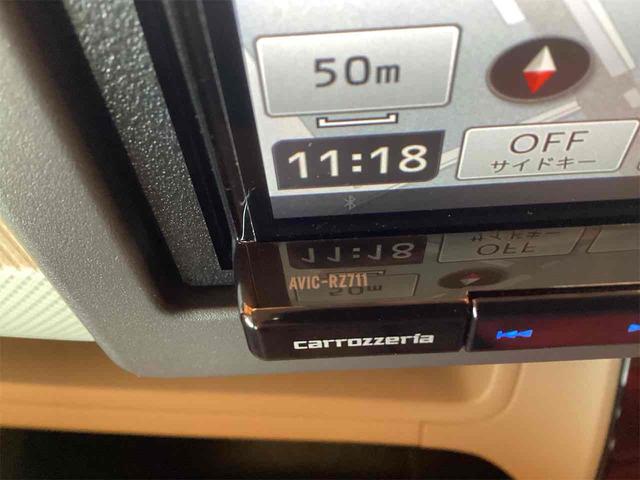 50m
11:18
OFF
サイドキー
AVIC-RZ711
carrozzeria